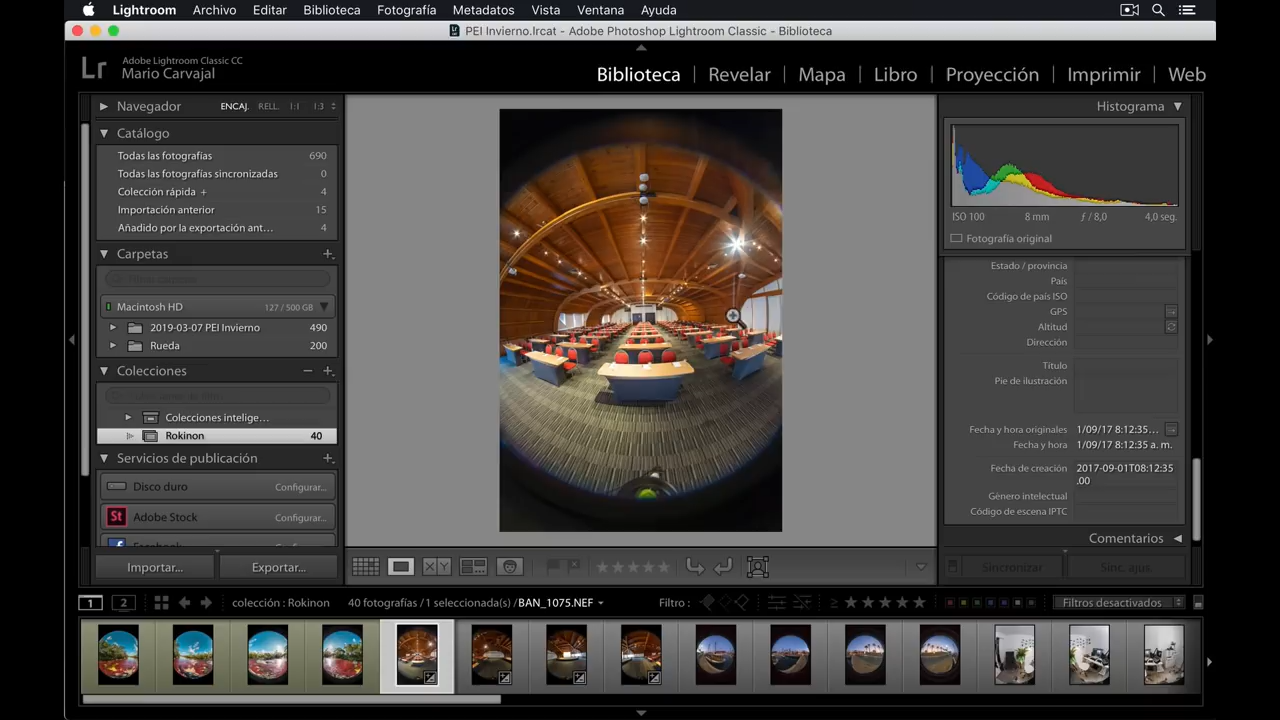 Lightroom Archivo Editar Biblioteca Fotografía Metadatos Vista Ventana Ayuda
PEI Invierno.lrcat - Adobe Photoshop Lightroom Classic - Biblioteca
Lr Adobe Lightroom Classic CC
Mario Carvajal
Biblioteca | Revelar | Mapa | Libro | Proyección | Imprimir | Web
Navegador ENCAJ. RELL. 1:1 1:3
Catálogo
Todas las fotografías 690
Todas las fotografías sincronizadas 0
Colección rápida + 4
Importación anterior 15
Añadido por la exportación ant... 4
Carpetas
Macintosh HD 127 / 500 GB
2019-03-07 PEI Invierno 490
Rueda 200
Colecciones
Colecciones intelige...
Rokinon 40
Servicios de publicación
Disco duro Configurar...
St Adobe Stock Configurar...
Importar... Exportar...
Histograma
ISO 100 8 mm ƒ / 8,0 4,0 seg.
Fotografía original
Estado / provincia
País
Código de país ISO
GPS
Altitud
Dirección
Título
Pie de ilustración
Fecha y hora originales 1/09/17 8:12:35...
Fecha y hora 1/09/17 8:12:35 a. m.
Fecha de creación 2017-09-01T08:12:35
.00
Género intelectual
Código de escena IPTC
Comentarios
Sincronizar Sinc. ajus.
XY
1 2 colección : Rokinon 40 fotografías / 1 seleccionada(s) / BAN_1075.NEF Filtro : ≥ Filtros desactivados